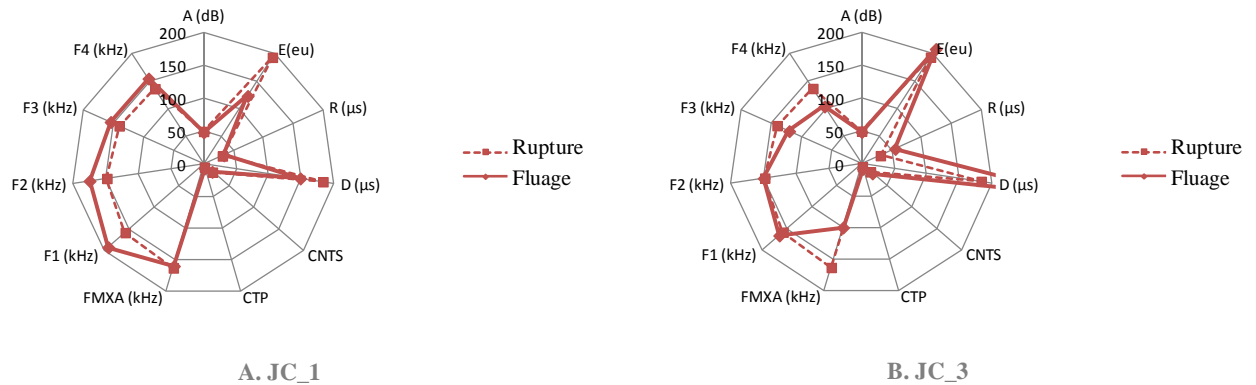 A (dB)
E(eu)
R (µs)
D (µs)
CNTS
CTP
FMXA (kHz)
F1 (kHz)
F2 (kHz)
F3 (kHz)
F4 (kHz)
200
150
100
50
0
Rupture
Fluage
A. JC_1
A (dB)
E(eu)
R (µs)
D (µs)
CNTS
CTP
FMXA (kHz)
F1 (kHz)
F2 (kHz)
F3 (kHz)
F4 (kHz)
200
150
100
50
0
Rupture
Fluage
B. JC_3